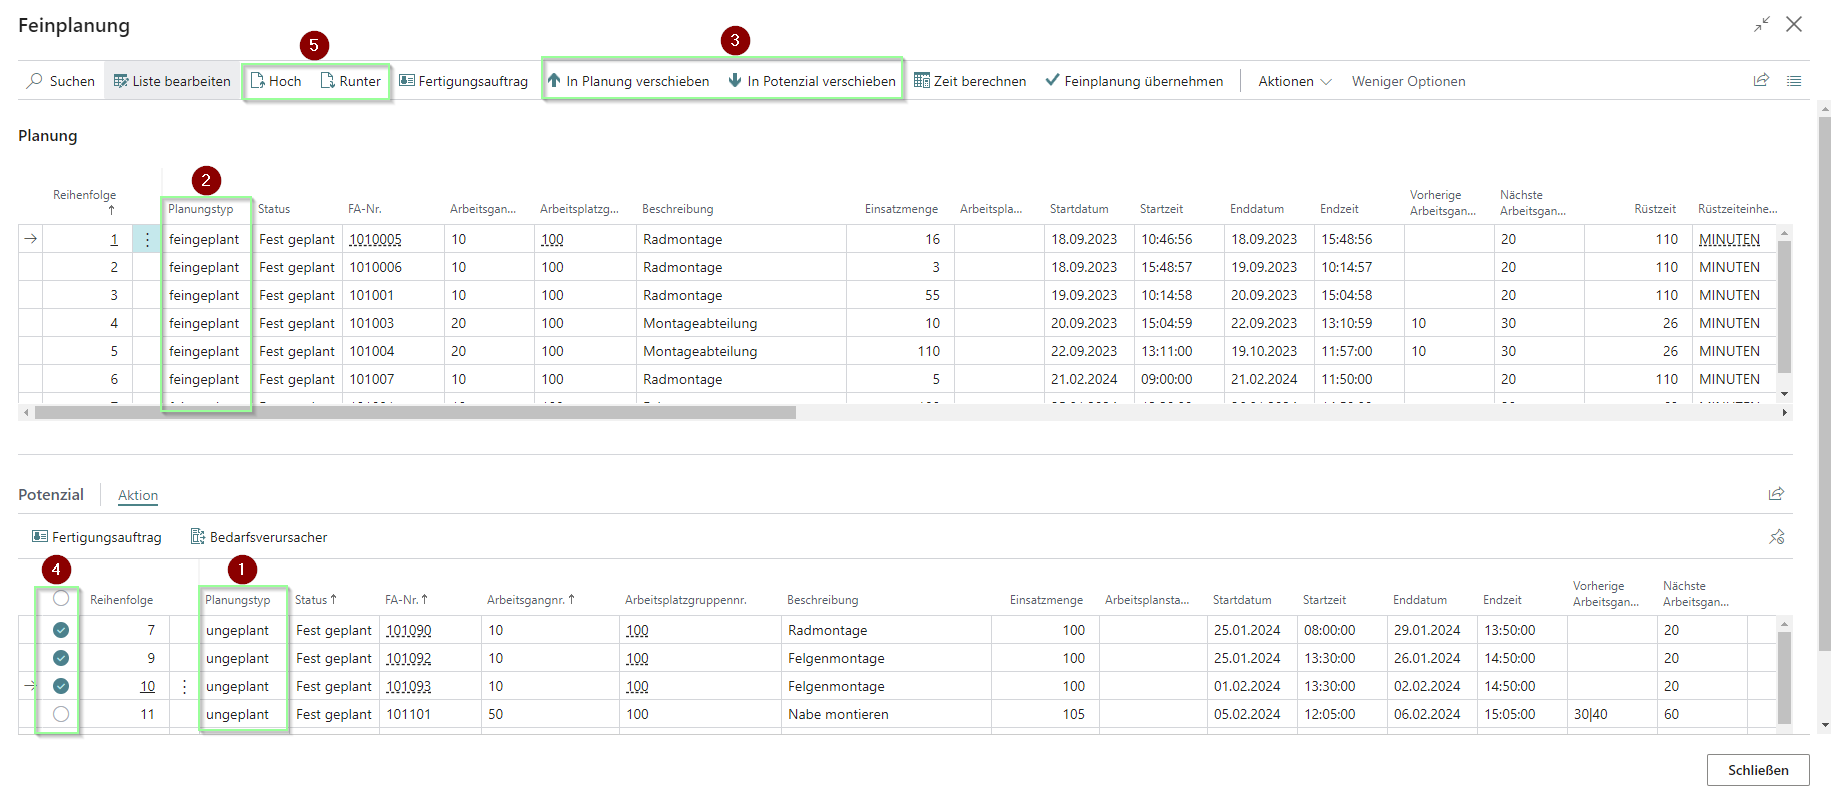 Feinplanung
5
3
Suchen Liste bearbeiten Hoch Runter Fertigungsauftrag In Planung verschieben In Potenzial verschieben Zeit berechnen Feinplanung übernehmen Aktionen Weniger Optionen
Planung
2
Reihenfolge ↑ Planungstyp Status FA-Nr. Arbeitsgan... Arbeitsplatzg... Beschreibung Einsatzmenge Arbeitspla... Startdatum Startzeit Enddatum Endzeit Vorherige Arbeitsgan... Nächste Arbeitsgan... Rüstzeit Rüstzeiteinhe...
1 feingeplant Fest geplant 1010005 10 100 Radmontage 16 18.09.2023 10:46:56 18.09.2023 15:48:56 20 110 MINUTEN
2 feingeplant Fest geplant 1010006 10 100 Radmontage 3 18.09.2023 15:48:57 19.09.2023 10:14:57 20 110 MINUTEN
3 feingeplant Fest geplant 101001 10 100 Radmontage 55 19.09.2023 10:14:58 20.09.2023 15:04:58 20 110 MINUTEN
4 feingeplant Fest geplant 101003 20 100 Montageabteilung 10 20.09.2023 15:04:59 22.09.2023 13:10:59 10 30 26 MINUTEN
5 feingeplant Fest geplant 101004 20 100 Montageabteilung 110 22.09.2023 13:11:00 19.10.2023 11:57:00 10 30 26 MINUTEN
6 feingeplant Fest geplant 101007 10 100 Radmontage 5 21.02.2024 09:00:00 21.02.2024 11:50:00 20 110 MINUTEN
Potenzial Aktion
Fertigungsauftrag Bedarfsverursacher
4
1
Reihenfolge Planungstyp Status ↑ FA-Nr. ↑ Arbeitsgangnr. ↑ Arbeitsplatzgruppennr. Beschreibung Einsatzmenge Arbeitsplansta... Startdatum Startzeit Enddatum Endzeit Vorherige Arbeitsgan... Nächste Arbeitsgan...
7 ungeplant Fest geplant 101090 10 100 Radmontage 100 25.01.2024 08:00:00 29.01.2024 13:50:00 20
9 ungeplant Fest geplant 101092 10 100 Felgenmontage 100 25.01.2024 13:30:00 26.01.2024 14:50:00 20
10 ungeplant Fest geplant 101093 10 100 Felgenmontage 100 01.02.2024 13:30:00 02.02.2024 14:50:00 20
11 ungeplant Fest geplant 101101 50 100 Nabe montieren 105 05.02.2024 12:05:00 06.02.2024 15:05:00 30|40 60
Schließen